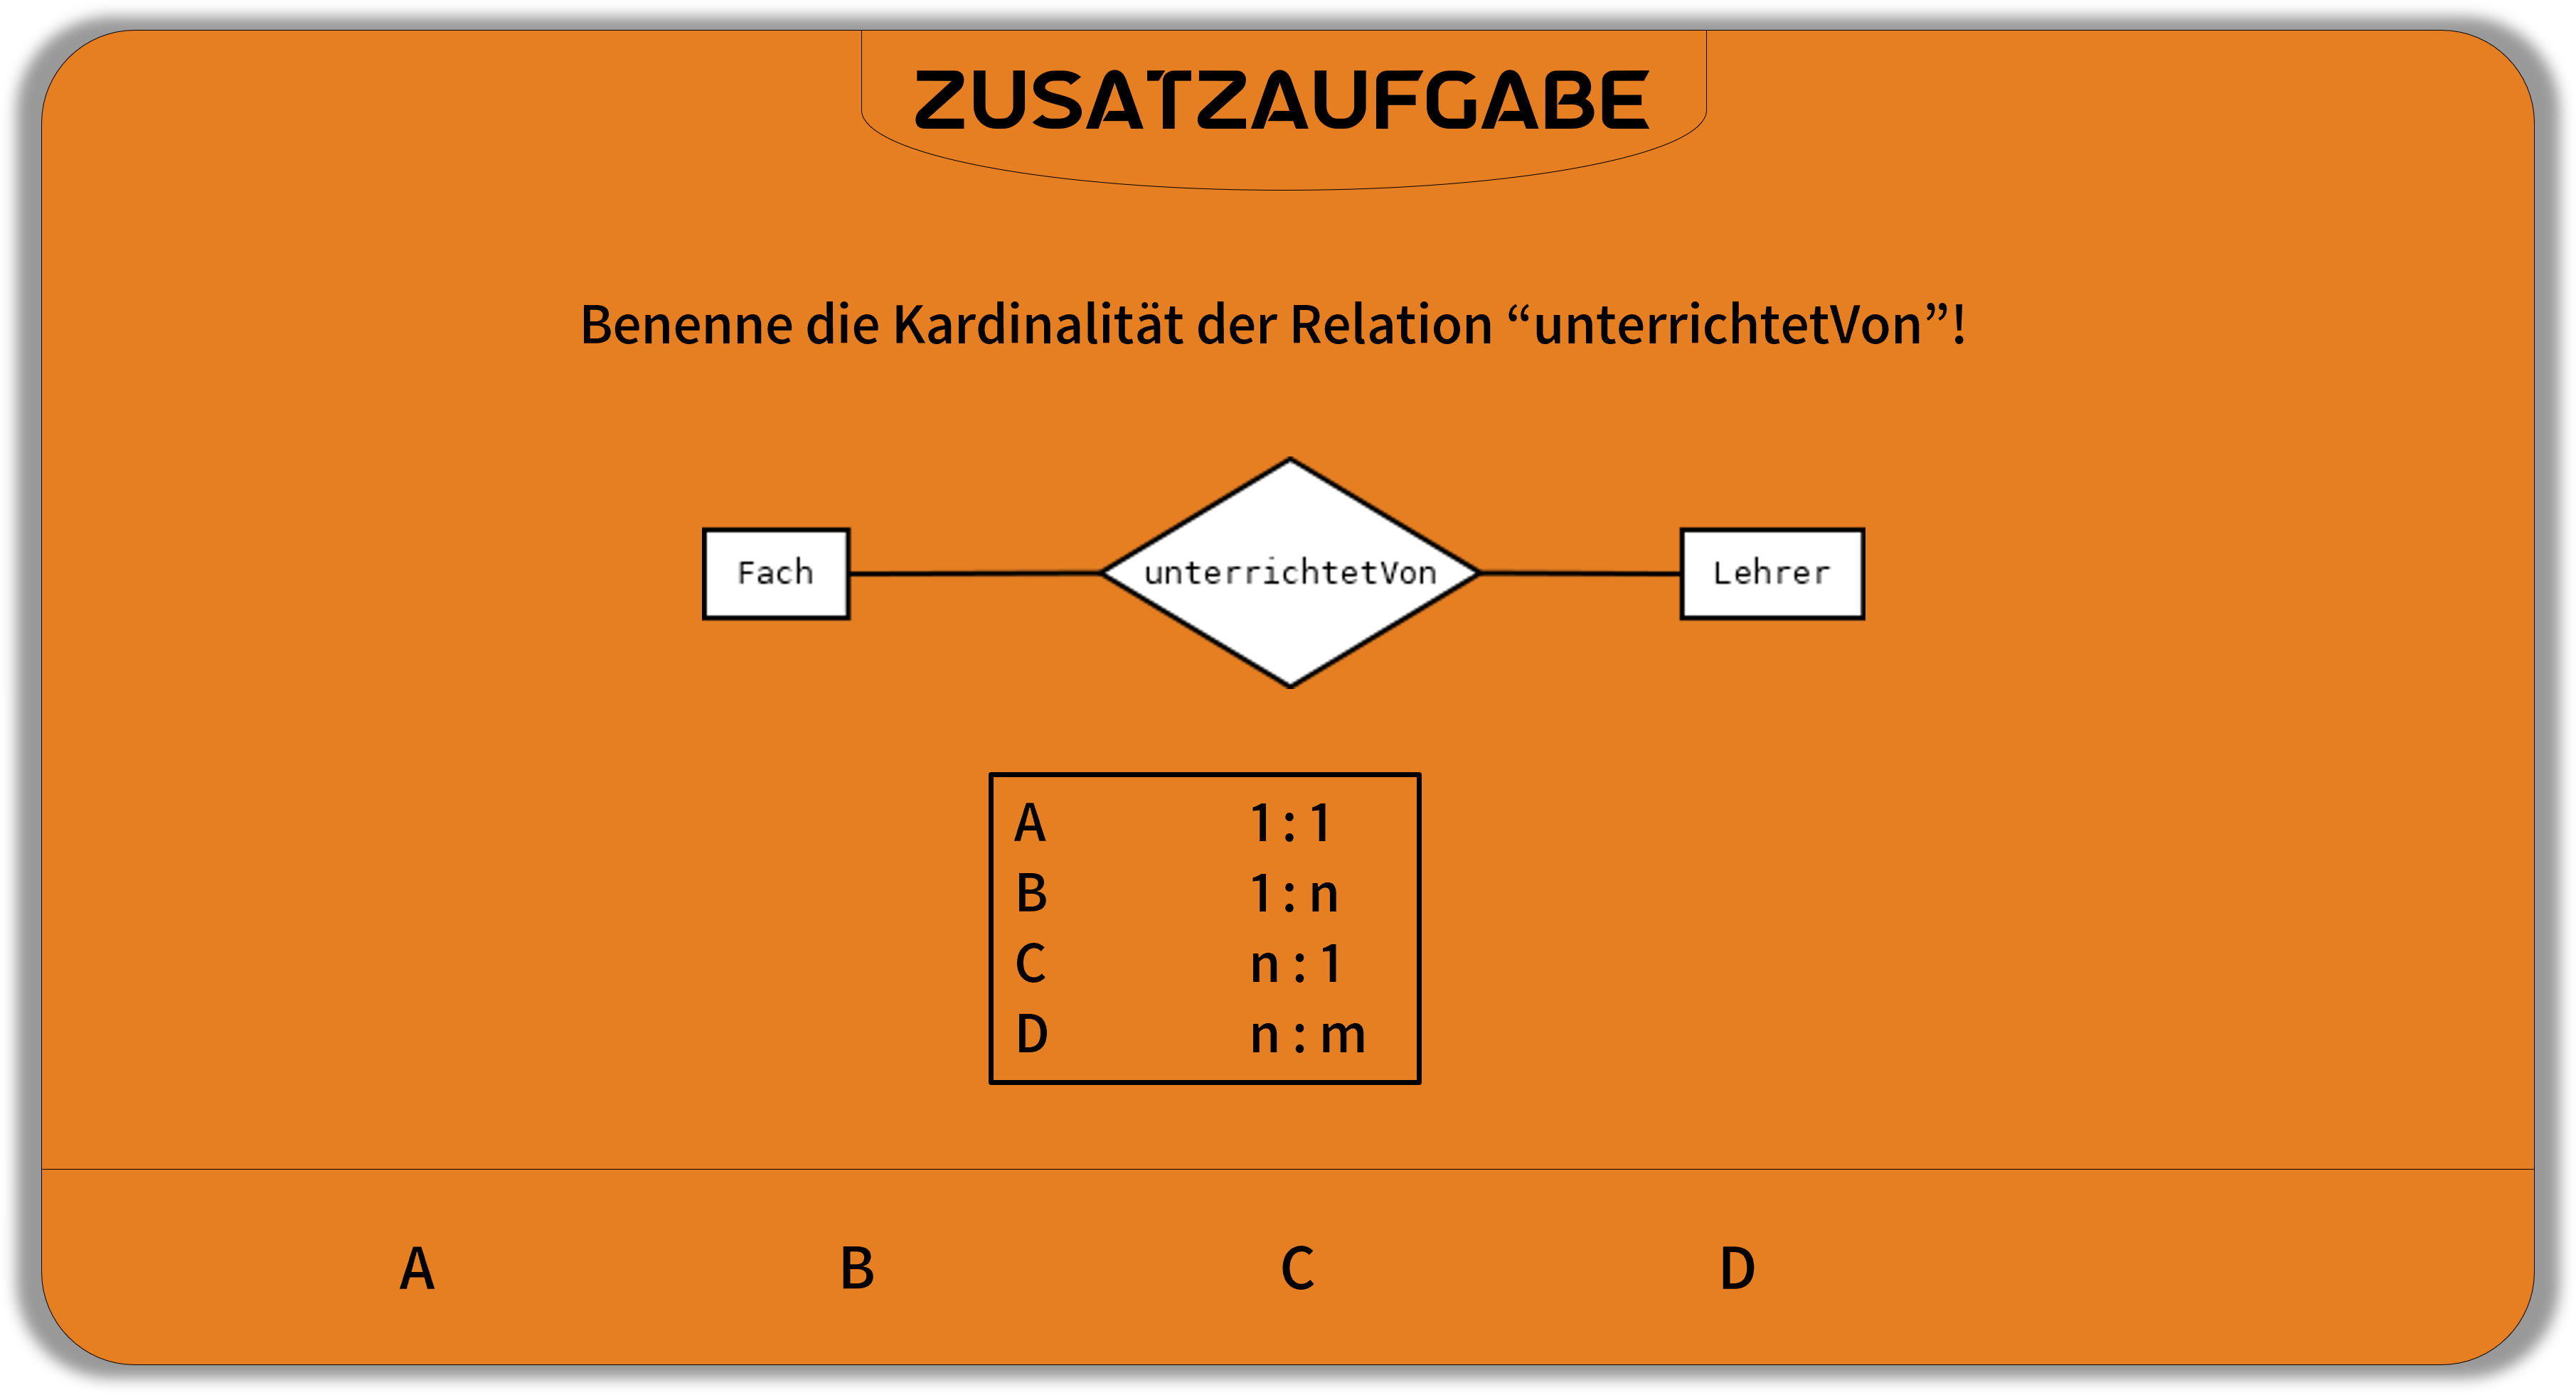 ZUSATZAUFGABE
Benenne die Kardinalität der Relation “unterrichtetVon”!
Fach unterrichtetVon Lehrer
A 1:1
B 1:n
C n:1
D n:m
A B C D